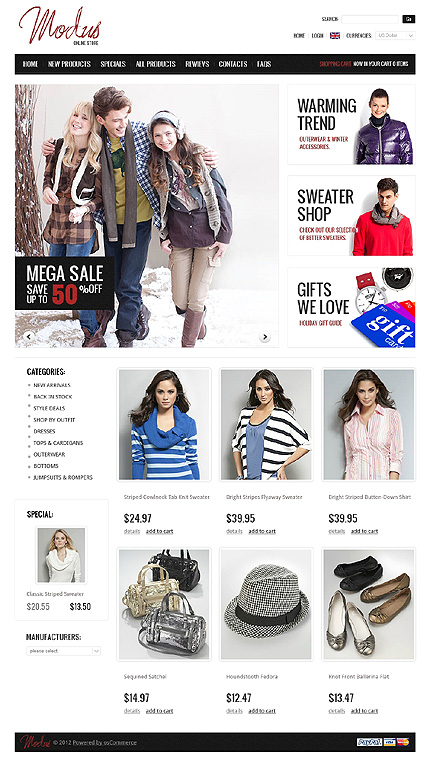 Modus
ONLINE STORE
SEARCH:
Go
HOME | LOGIN
CURRENCIES: US Dollar
HOME NEW PRODUCTS SPECIALS ALL PRODUCTS REWIEVS CONTACTS FAQS
SHOPPING CART: NOW IN YOUR CART 0 ITEMS
MEGA SALE
SAVE UP TO 50%OFF
WARMING
TREND
OUTERWEAR & WINTER
ACCESSORIES.
SWEATER
SHOP
CHECK OUT OUR SELECTION
OF BETTER SWEATERS.
GIFTS
WE LOVE
HOLIDAY GIFT GUIDE
gift
card
CATEGORIES:
NEW ARRIVALS
BACK IN STOCK
STYLE DEALS
SHOP BY OUTFIT
DRESSES
TOPS & CARDIGANS
OUTERWEAR
BOTTOMS
JUMPSUITS & ROMPERS
SPECIAL:
Classic Striped Sweater
$20.55 $13.50
MANUFACTURERS:
please select
Striped Cowlneck Tab Knit Sweater
$24.97
details add to cart
Bright Stripes Flyaway Sweater
$39.95
details add to cart
Bright Striped Button-Down Shirt
$39.95
details add to cart
Sequined Satchel
$14.97
details add to cart
Houndstooth Fedora
$12.47
details add to cart
Knot Front Ballerina Flat
$13.47
details add to cart
Modus © 2012 Powered by osCommerce
PayPal VISA